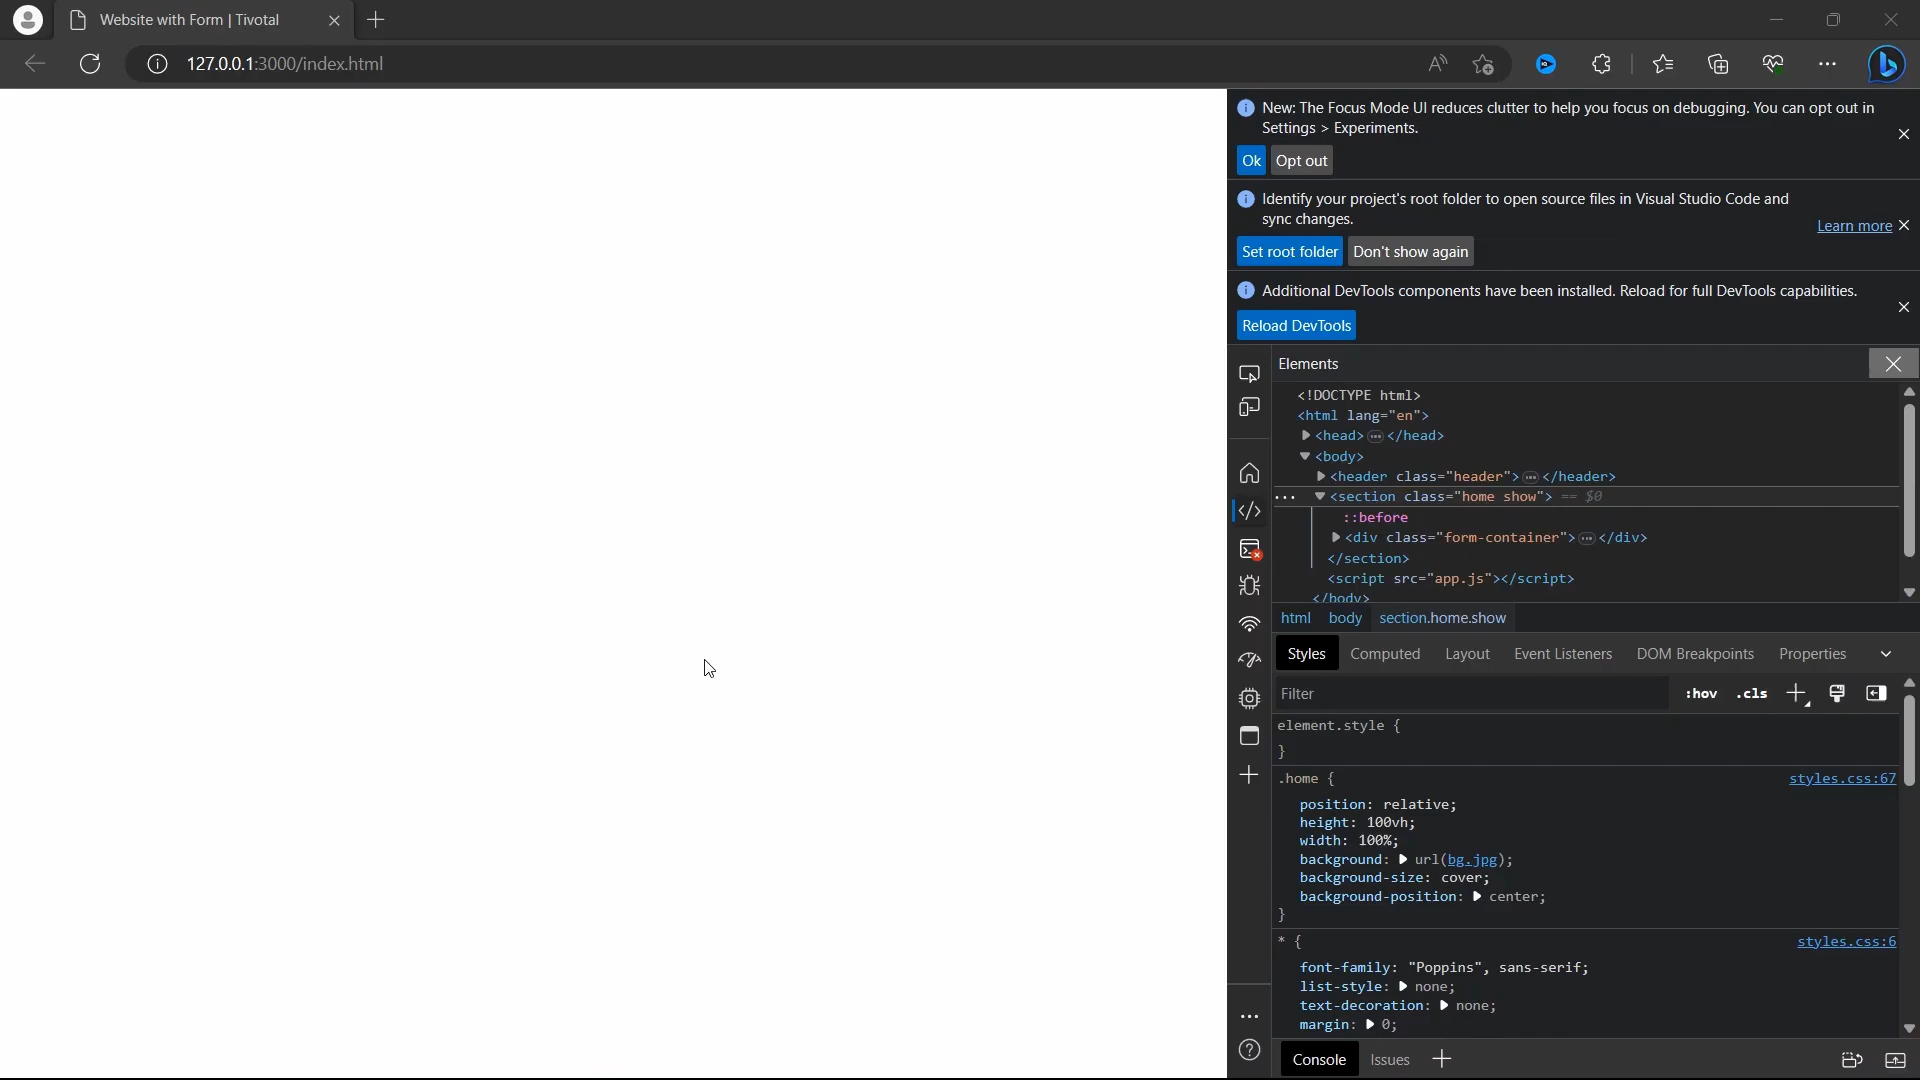 Website with Form | Tivotal
127.0.0.1:3000/index.html
New: The Focus Mode UI reduces clutter to help you focus on debugging. You can opt out in
Settings > Experiments.
Ok Opt out
Identify your project's root folder to open source files in Visual Studio Code and
sync changes.
Learn more
Set root folder Don't show again
Additional DevTools components have been installed. Reload for full DevTools capabilities.
Reload DevTools
Elements
<!DOCTYPE html>
<html lang="en">
<head> … </head>
<body>
<header class="header"> … </header>
… <section class="home show"> == $0
::before
<div class="form-container"> … </div>
</section>
<script src="app.js"></script>
</body>
html body section.home.show
Styles Computed Layout Event Listeners DOM Breakpoints Properties
Filter :hov .cls
element.style {
}
.home { styles.css:67
position: relative;
height: 100vh;
width: 100%;
background: url(bg.jpg);
background-size: cover;
background-position: center;
}
* { styles.css:6
font-family: "Poppins", sans-serif;
list-style: none;
text-decoration: none;
margin: 0;
Console Issues